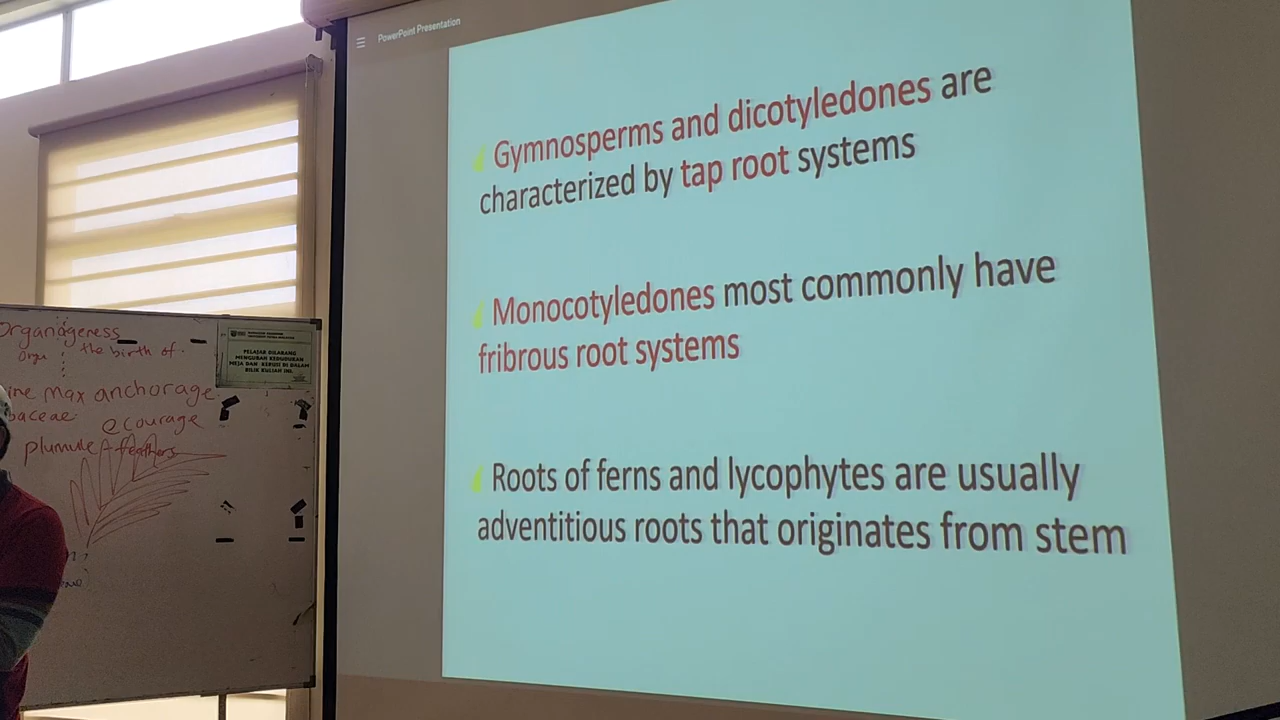 PowerPoint Presentation
Gymnosperms and dicotyledones are
characterized by tap root systems
Monocotyledones most commonly have
fribrous root systems
Roots of ferns and lycophytes are usually
adventitious roots that originates from stem
Organogeness
the birth of.
max anchorage
ecourage
plumule feathers
PELAJAR DILARANG
MENGUBAH KEDUDUKAN
MEJA DAN KERUSI DI DALAM
BILIK KULIAH INI.